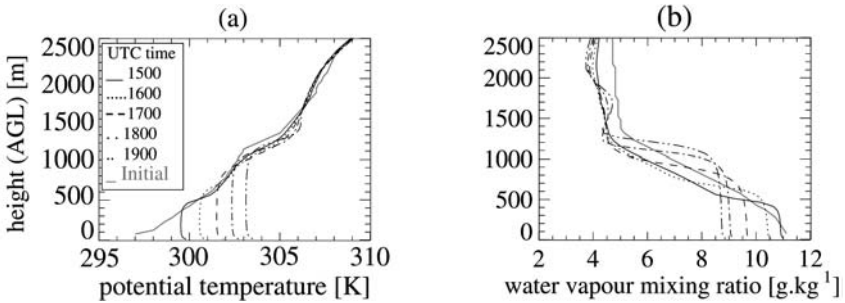 (a)
2500
2000
1500
1000
500
0
height (AGL) [m]
UTC time
1500
1600
1700
1800
1900
Initial
295 300 305 310
potential temperature [K]
(b)
2500
2000
1500
1000
500
0
2 4 6 8 10 12
water vapour mixing ratio [g.kg¹]